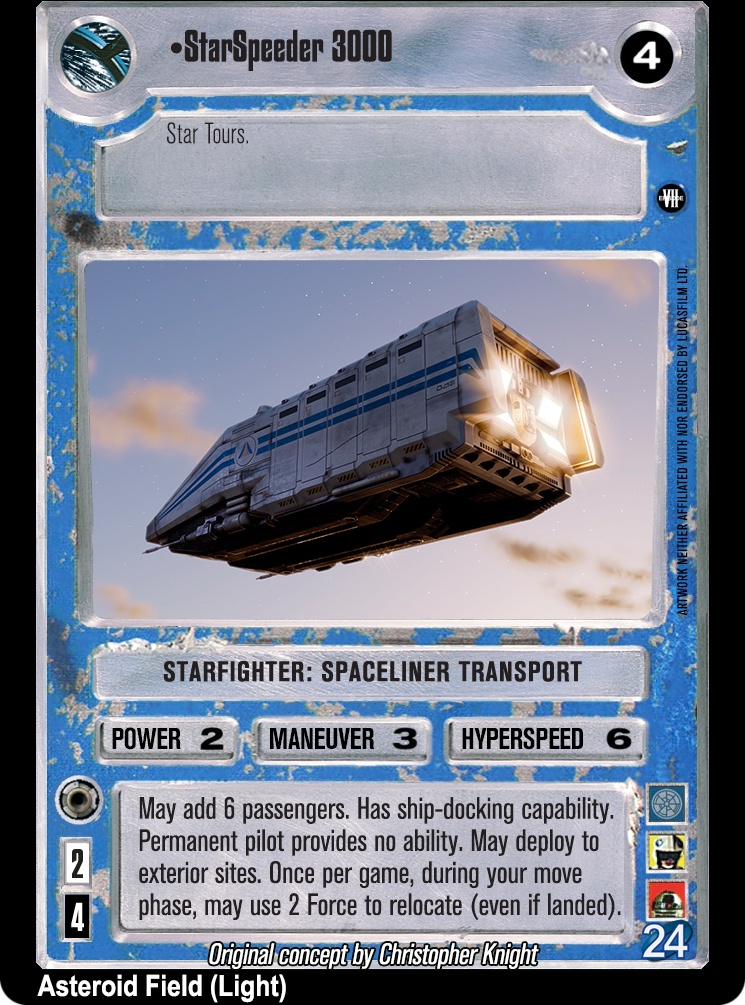 •StarSpeeder 3000
4
Star Tours.
EPISODE VII
ARTWORK NEITHER AFFILIATED WITH NOR ENDORSED BY LUCASFILM LTD.
STARFIGHTER: SPACELINER TRANSPORT
POWER 2 MANEUVER 3 HYPERSPEED 6
May add 6 passengers. Has ship-docking capability.
Permanent pilot provides no ability. May deploy to
exterior sites. Once per game, during your move
phase, may use 2 Force to relocate (even if landed).
2
4
24
Original concept by Christopher Knight
Asteroid Field (Light)